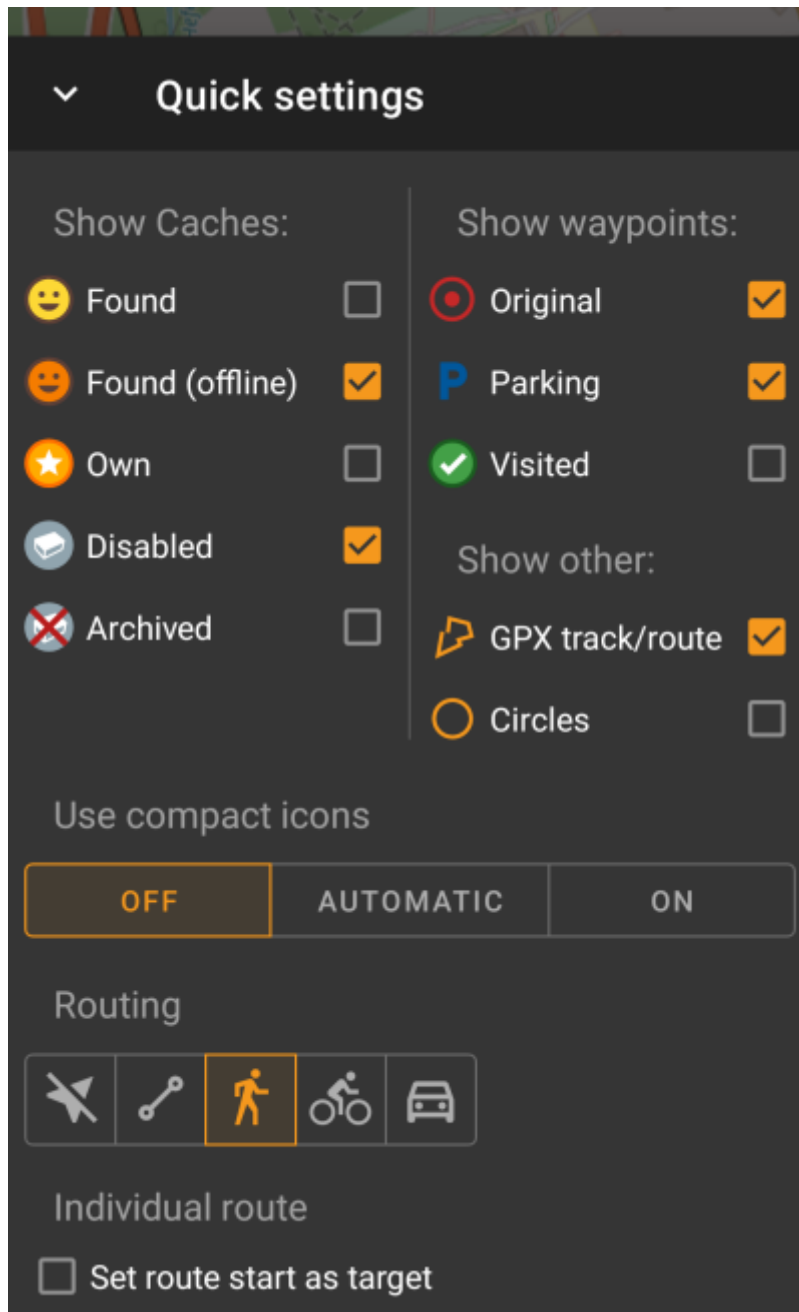 Quick settings
Show Caches:
Found
Found (offline)
Own
Disabled
Archived
Show waypoints:
Original
P Parking
Visited
Show other:
GPX track/route
Circles
Use compact icons
OFF AUTOMATIC ON
Routing
Individual route
Set route start as target